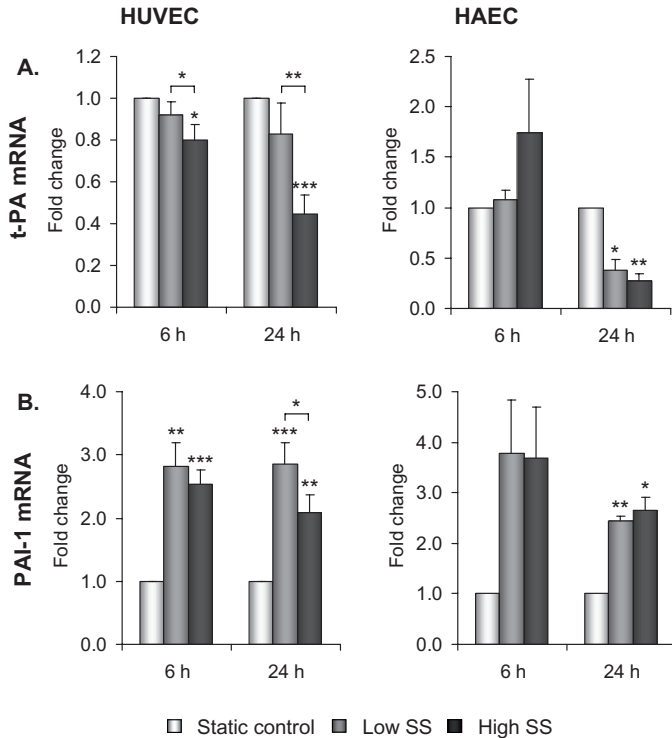 HUVEC HAEC
A.
t-PA mRNA
Fold change
1.2
1.0
0.8
0.6
0.4
0.2
0.0
*
*
**
***
6 h 24 h
Fold change
2.5
2.0
1.5
1.0
0.5
0.0
*
**
6 h 24 h
B.
PAI-1 mRNA
Fold change
4.0
3.0
2.0
1.0
0.0
**
***
***
*
**
6 h 24 h
Fold change
5.0
4.0
3.0
2.0
1.0
0.0
**
*
6 h 24 h
Static control Low SS High SS